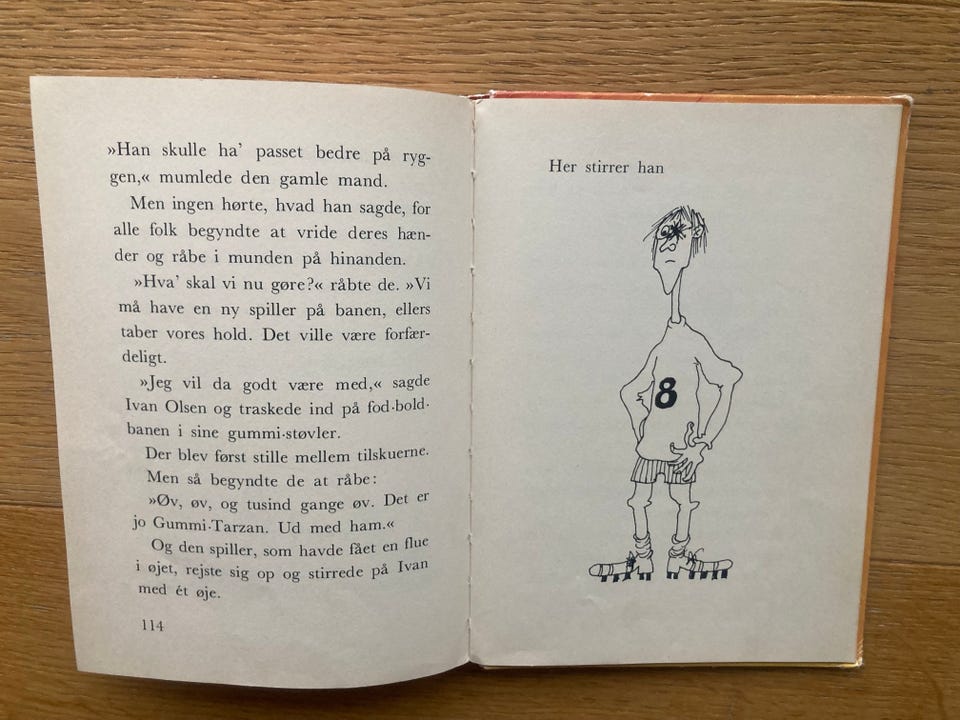 »Han skulle ha' passet bedre på ryg-
gen,« mumlede den gamle mand.
Men ingen hørte, hvad han sagde, for
alle folk begyndte at vride deres hæn-
der og råbe i munden på hinanden.
»Hva' skal vi nu gøre?« råbte de. »Vi
må have en ny spiller på banen, ellers
taber vores hold. Det ville være forfær-
deligt.
»Jeg vil da godt være med,« sagde
Ivan Olsen og traskede ind på fod-bold-
banen i sine gummi-støvler.
Der blev først stille mellem tilskuerne.
Men så begyndte de at råbe:
»Øv, øv, og tusind gange øv. Det er
jo Gummi-Tarzan. Ud med ham.«
Og den spiller, som havde fået en flue
i øjet, rejste sig op og stirrede på Ivan
med ét øje.
114
Her stirrer han
8